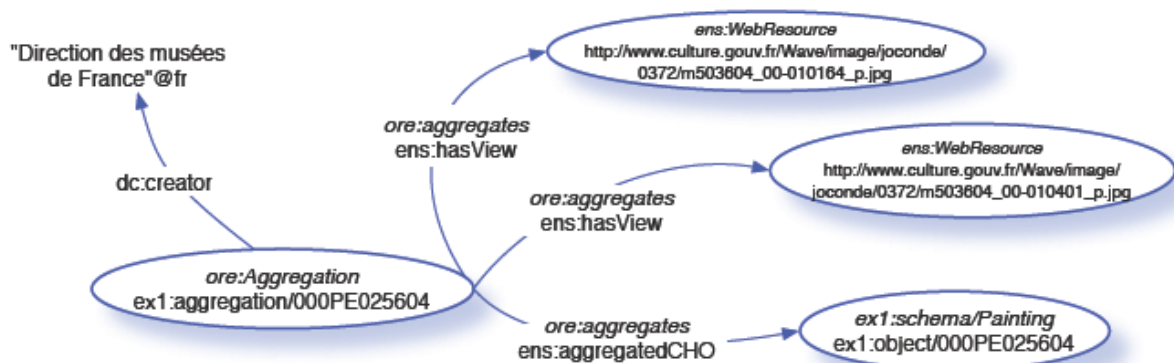 "Direction des musées
de France"@fr
dc:creator
ens:WebResource
http://www.culture.gouv.fr/Wave/image/joconde/
0372/m503604_00-010164_p.jpg
ore:aggregates
ens:hasView
ens:WebResource
http://www.culture.gouv.fr/Wave/image/
joconde/0372/m503604_00-010401_p.jpg
ore:aggregates
ens:hasView
ore:Aggregation
ex1:aggregation/000PE025604
ore:aggregates
ens:aggregatedCHO
ex1:schema/Painting
ex1:object/000PE025604